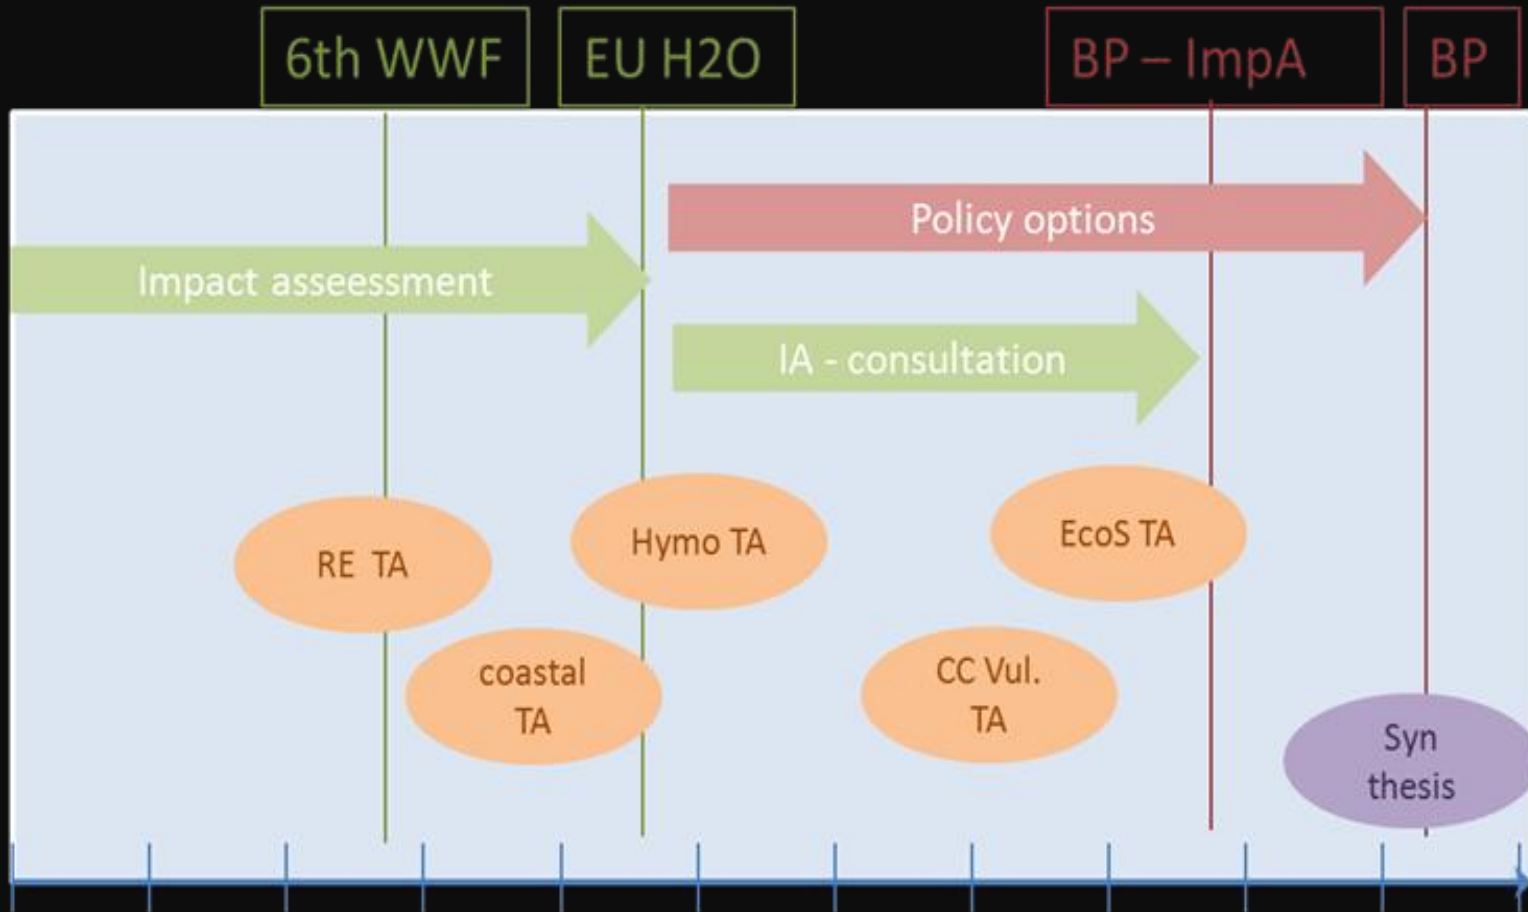 6th WWF
EU H2O
BP – ImpA
BP
Policy options
Impact asseessment
IA - consultation
RE TA
Hymo TA
EcoS TA
coastal
TA
CC Vul.
TA
Syn
thesis